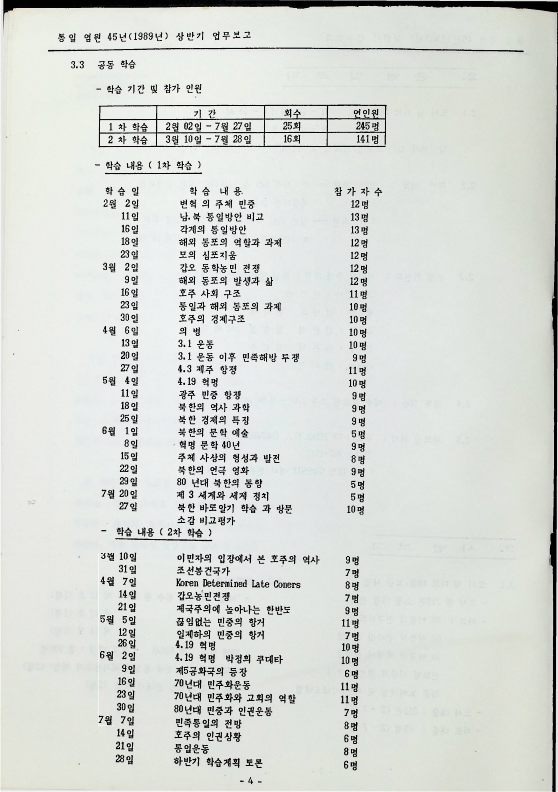 통일 염원 45년(1989년) 상반기 업무보고
3.3 공동 학습
- 학습 기간 및 참가 인원
기 간 회수 연인원
1 차 학습 2월 02일 - 7월 27일 25회 245명
2 차 학습 3월 10일 - 7월 28일 16회 141명
- 학습 내용 ( 1차 학습 )
학 습 일 학 습 내 용 참 가 자 수
2월 2일 변혁 의 주체 민중 12명
11일 남.북 통일방안 비고 13명
16일 각계의 통일방안 13명
18일 해외 동포의 역할과 과제 12명
23일 모의 심포지움 12명
3월 2일 갑오 동학농민 전쟁 12명
9일 해외 동포의 발생과 삶 12명
16일 호주 사회 구조 11명
23일 통일과 해외 동포의 과제 10명
30일 호주의 경제구조 10명
4월 6일 의 병 10명
13일 3.1 운동 10명
20일 3.1 운동 이후 민족해방 투쟁 9명
27일 4.3 제주 항쟁 11명
5월 4일 4.19 혁명 10명
11일 광주 민중 항쟁 9명
18일 북한의 역사 과학 9명
25일 북한 경제의 특징 9명
6월 1일 북한의 문학 예술 5명
8일 혁명 문학 40년 9명
15일 주체 사상의 형성과 발전 8명
22일 북한의 연극 영화 9명
29일 80 년대 북한의 동향 5명
7월 20일 제 3 세계와 세계 정치 5명
27일 북한 바로알기 학습 과 방문 10명
소감 비교평가
- 학습 내용 ( 2차 학습 )
3월 10일 이민자의 입장에서 본 호주의 역사 9명
31일 조선봉건국가 7명
4월 7일 Koren Determined Late Coners 8명
14일 갑오농민전쟁 7명
21일 제국주의에 놀아나는 한반도 9명
5월 5일 끊임없는 민중의 항거 11명
12일 일제하의 민중의 항거 7명
26일 4.19 혁명 10명
6월 2일 4.19 혁명 박정희 쿠데타 10명
9일 제5공화국의 등장 6명
16일 70년대 민주화운동 11명
23일 70년대 민주화와 교회의 역할 11명
30일 80년대 민중과 인권운동 7명
7월 7일 민족통일의 전망 8명
14일 호주의 인권상황 6명
21일 통일운동 8명
28일 하반기 학습계획 토론 6명
- 4 -